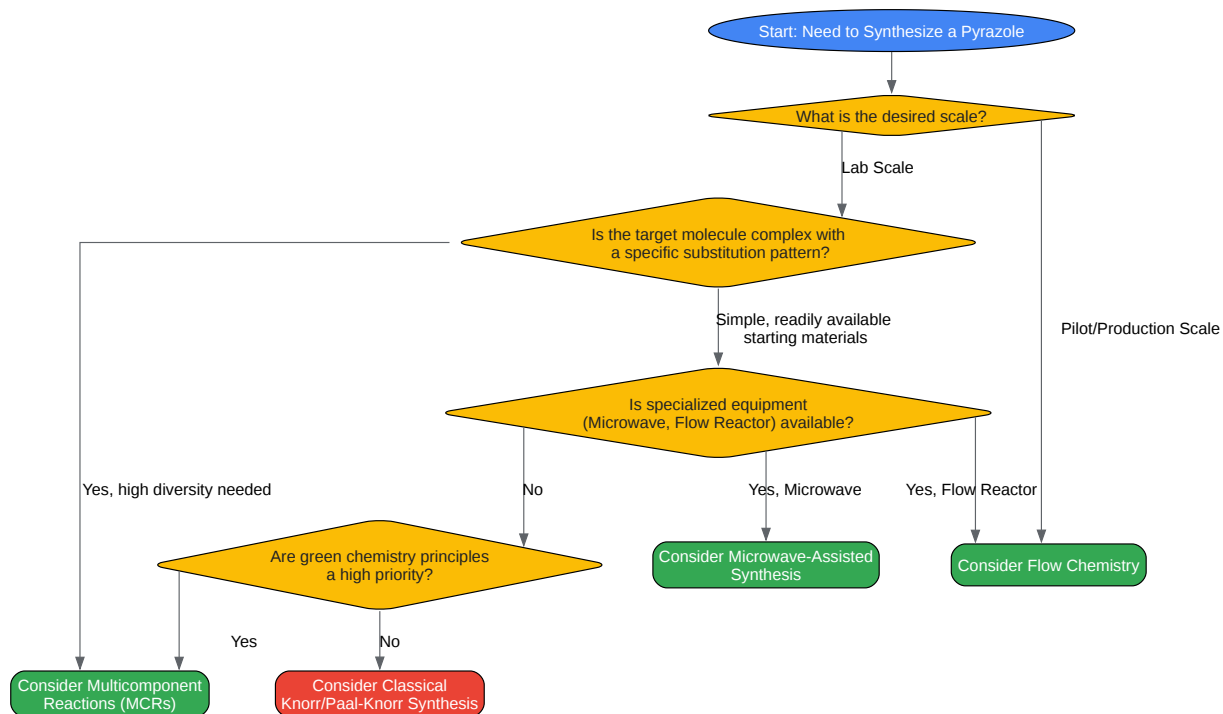 Start: Need to Synthesize a Pyrazole
What is the desired scale?
Lab Scale
Is the target molecule complex with
a specific substitution pattern?
Simple, readily available
starting materials
Pilot/Production Scale
Is specialized equipment
(Microwave, Flow Reactor) available?
Yes, high diversity needed
No
Yes, Microwave
Yes, Flow Reactor
Are green chemistry principles
a high priority?
Consider Microwave-Assisted
Synthesis
Consider Flow Chemistry
Yes
No
Consider Multicomponent
Reactions (MCRs)
Consider Classical
Knorr/Paal-Knorr Synthesis